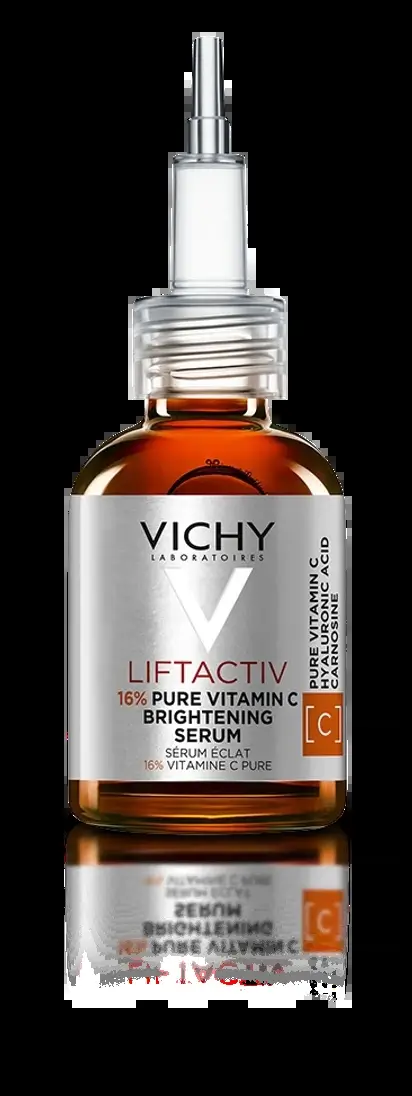 VICHY
LABORATOIRES
V
LIFTACTIV
16% PURE VITAMIN C
BRIGHTENING
SERUM
SÉRUM ÉCLAT
16% VITAMINE C PURE
PURE VITAMIN C
HYALURONIC ACID
CARNOSINE
[C]